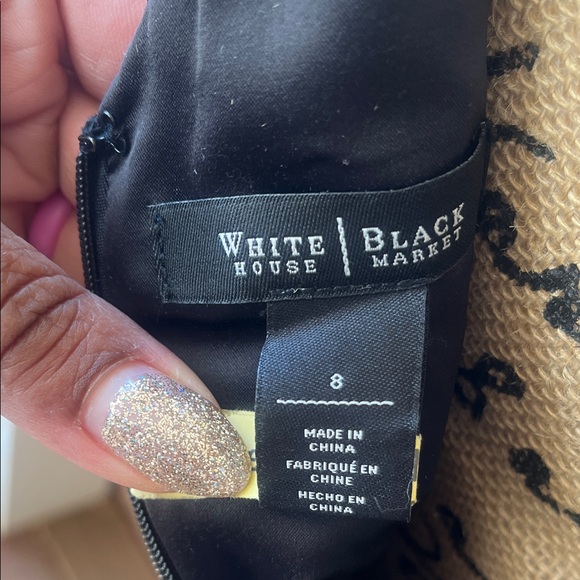 WHITE | BLACK
HOUSE MARKET
8
MADE IN
CHINA
FABRIQUÉ EN
CHINE
HECHO EN
CHINA